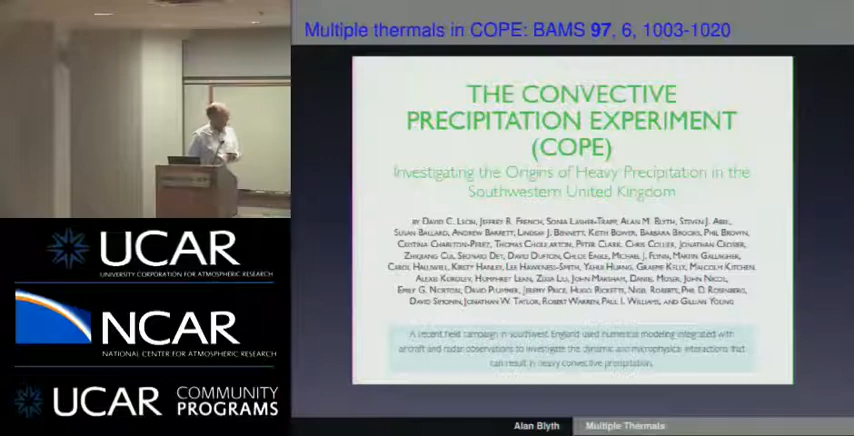 Multiple thermals in COPE: BAMS 97, 6, 1003-1020
THE CONVECTIVE
PRECIPITATION EXPERIMENT
(COPE)
Investigating the Origins of Heavy Precipitation in the
Southwestern United Kingdom
BY DAVID C. LEON, JEFFREY R. FRENCH, SONIA LASHER-TRAPP, ALAN M. BLYTH, STEVEN J. ABEL,
SUSAN BALLARD, ANDREW BARRETT, LINDSAY J. BENNETT, KEITH BOWER, BARBARA BROOKS, PHIL BROWN,
CRISTINA CHARLTON-PEREZ, THOMAS CHOULARTON, PETER CLARK, CHRIS COLLIER, JONATHAN CROSIER,
ZHIQIANG CUI, SEONAID DEY, DAVID DUFTON, CHLOE EAGLE, MICHAEL J. FLYNN, MARTIN GALLAGHER,
CAROL HALLIWELL, KIRSTY HANLEY, LEE HAWKNESS-SMITH, YAHUI HUANG, GRAEME KELLY, MALCOLM KITCHEN,
ALEXEI KOROLEV, HUMPHREY LEAN, ZIXIA LIU, JOHN MARSHAM, DANIEL MOSER, JOHN NICOL,
EMILY G. NORTON, DAVID PLUMMER, JEREMY PRICE, HUGO RICKETTS, NIGEL ROBERTS, PHIL D. ROSENBERG,
DAVID SIMONIN, JONATHAN W. TAYLOR, ROBERT WARREN, PAUL I. WILLIAMS, AND GILLIAN YOUNG
A recent field campaign in southwest England used numerical modeling integrated with
aircraft and radar observations to investigate the dynamic and microphysical interactions that
can result in heavy convective precipitation.
UCAR
UNIVERSITY CORPORATION FOR ATMOSPHERIC RESEARCH
NCAR
NATIONAL CENTER FOR ATMOSPHERIC RESEARCH
UCAR COMMUNITY
PROGRAMS
Alan Blyth Multiple Thermals